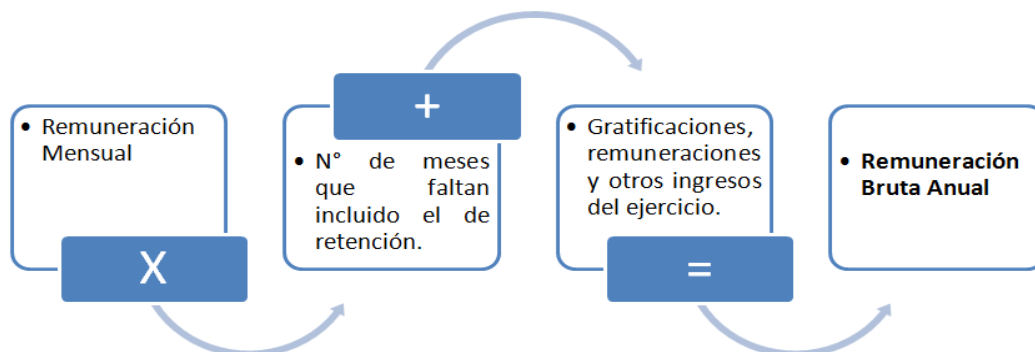 • Remuneración
Mensual
X
+
• N° de meses
que faltan
incluido el de
retención.
• Gratificaciones,
remuneraciones
y otros ingresos
del ejercicio.
=
• Remuneración
Bruta Anual